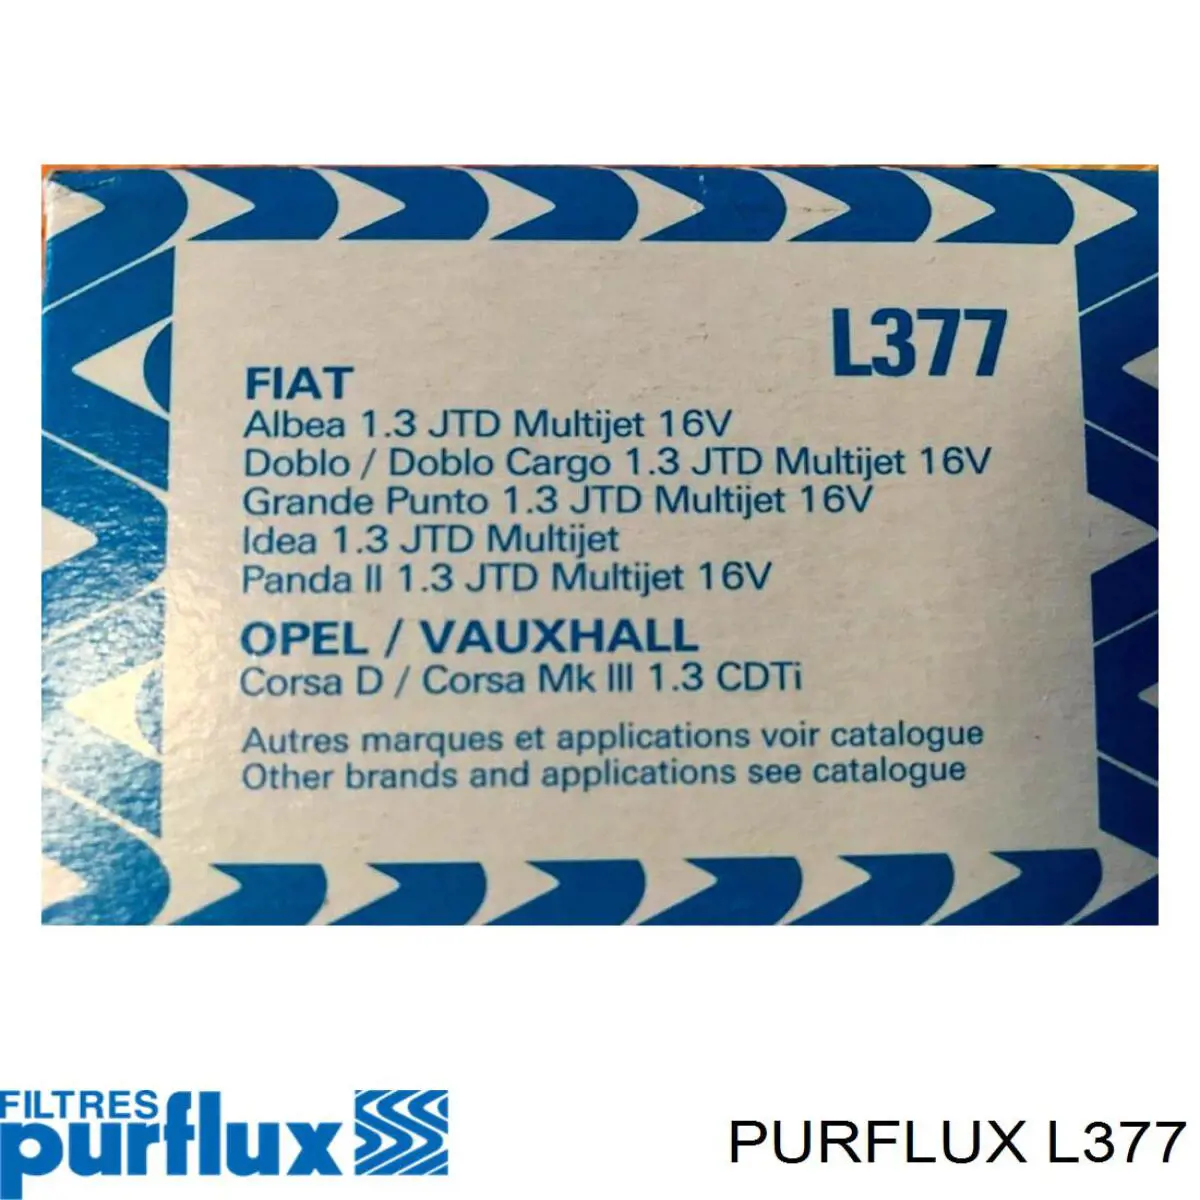 L377
FIAT
Albea 1.3 JTD Multijet 16V
Doblo / Doblo Cargo 1.3 JTD Multijet 16V
Grande Punto 1.3 JTD Multijet 16V
Idea 1.3 JTD Multijet
Panda II 1.3 JTD Multijet 16V
OPEL / VAUXHALL
Corsa D / Corsa Mk III 1.3 CDTi
Autres marques et applications voir catalogue
Other brands and applications see catalogue
FILTRES
purflux
PURFLUX L377